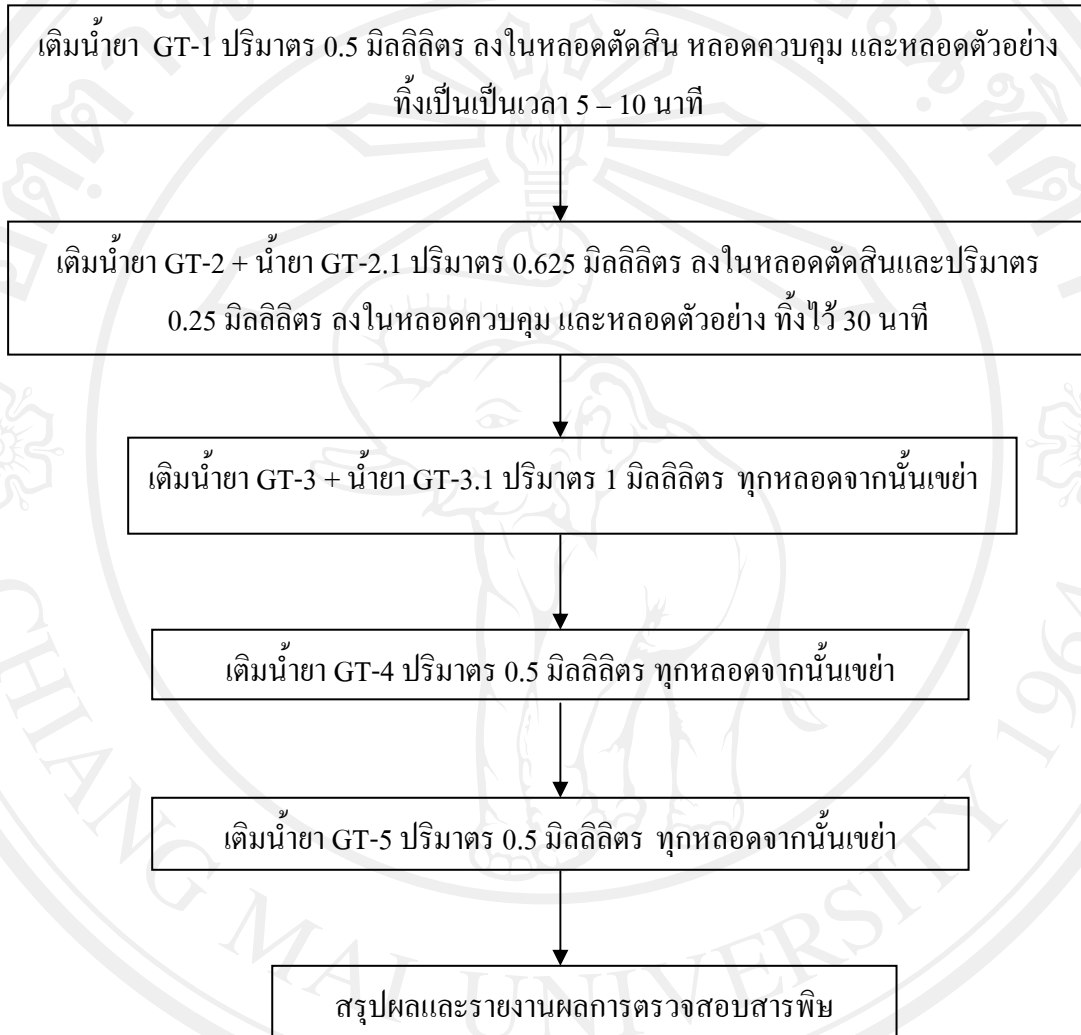 เติมน้ำยา GT-1 ปริมาตร 0.5 มิลลิลิตร ลงในหลอดตัดสิน หลอดควบคุม และหลอดตัวอย่าง
ทิ้งเป็นเป็นเวลา 5 – 10 นาที
เติมน้ำยา GT-2 + น้ำยา GT-2.1 ปริมาตร 0.625 มิลลิลิตร ลงในหลอดตัดสินและปริมาตร
0.25 มิลลิลิตร ลงในหลอดควบคุม และหลอดตัวอย่าง ทิ้งไว้ 30 นาที
เติมน้ำยา GT-3 + น้ำยา GT-3.1 ปริมาตร 1 มิลลิลิตร ทุกหลอดจากนั้นเขย่า
เติมน้ำยา GT-4 ปริมาตร 0.5 มิลลิลิตร ทุกหลอดจากนั้นเขย่า
เติมน้ำยา GT-5 ปริมาตร 0.5 มิลลิลิตร ทุกหลอดจากนั้นเขย่า
สรุปผลและรายงานผลการตรวจสอบสารพิษ
CHIANG MAI UNIVERSITY 1964